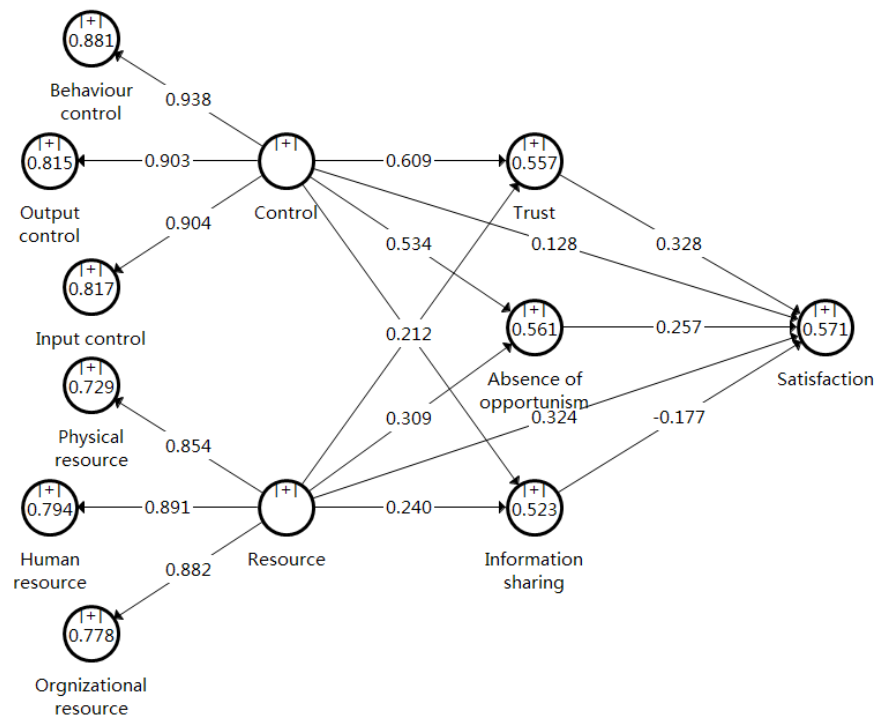 [+]
0.881
Behaviour
control
0.938
[+]
0.815
Output
control
0.903
[+]
Control
0.609
[+]
0.557
Trust
0.904
0.534
0.128
0.328
[+]
0.817
Input control
0.212
[+]
0.561
Absence of
opportunism
0.257
[+]
0.571
Satisfaction
[+]
0.729
Physical
resource
0.854
0.309
0.324
-0.177
[+]
0.794
Human
resource
0.891
[+]
Resource
0.240
[+]
0.523
Information
sharing
0.882
[+]
0.778
Orgnizational
resource